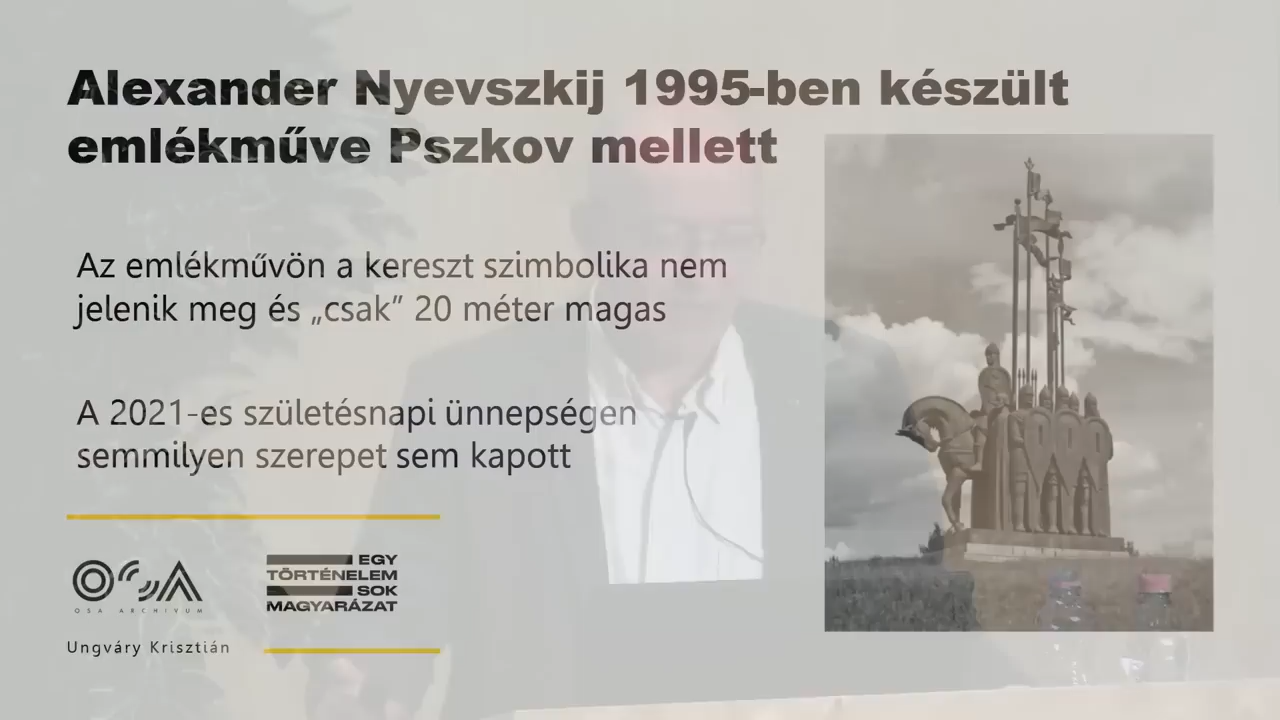 Alexander Nyevszkij 1995-ben készült
emlékműve Pszkov mellett
Az emlékművön a kereszt szimbolika nem
jelenik meg és „csak” 20 méter magas
A 2021-es születésnapi ünnepségen
semmilyen szerepet sem kapott
OSA
OSA ARCHIVUM
EGY
TÖRTÉNELEM
SOK
MAGYARÁZAT
Ungváry Krisztián